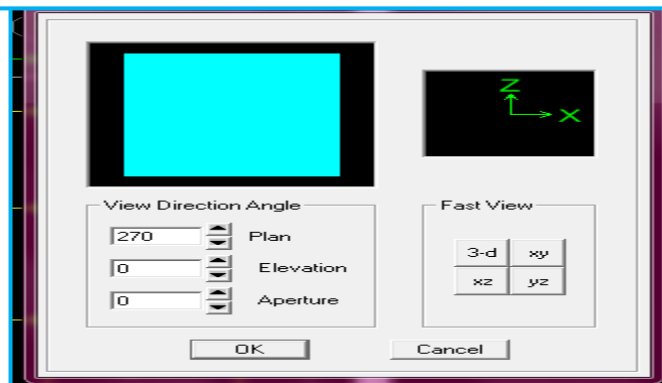 Z
X
View Direction Angle
270 Plan
0 Elevation
0 Aperture
Fast View
3-d xy
xz yz
OK Cancel